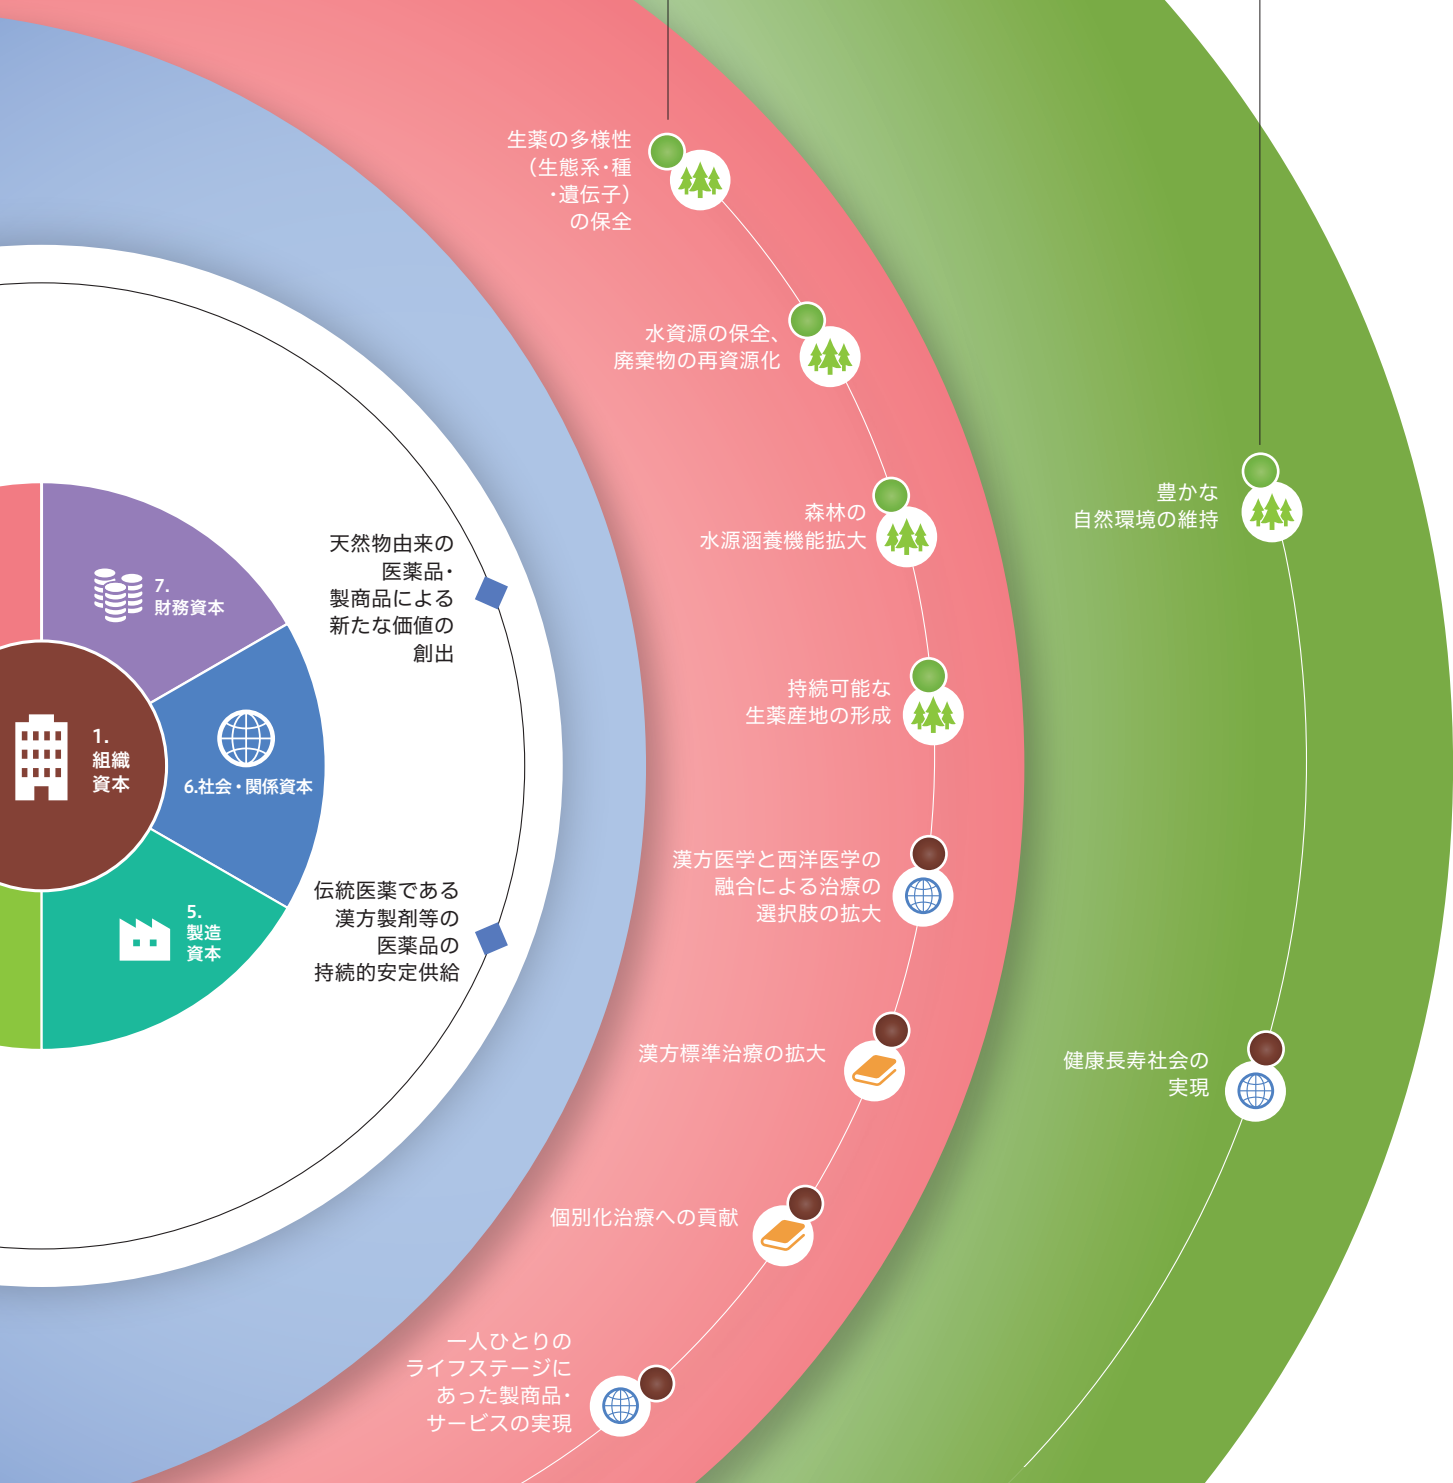 生薬の多様性
（生態系・種
・遺伝子）
の保全
水資源の保全、
廃棄物の再資源化
森林の
水源涵養機能拡大
持続可能な
生薬産地の形成
漢方医学と西洋医学の
融合による治療の
選択肢の拡大
漢方標準治療の拡大
個別化治療への貢献
一人ひとりの
ライフステージに
あった製商品・
サービスの実現
豊かな
自然環境の維持
健康長寿社会の
実現
天然物由来の
医薬品・
製商品による
新たな価値の
創出
伝統医薬である
漢方製剤等の
医薬品の
持続的安定供給
7.
財務資本
6.社会・関係資本
1.
組織
資本
5.
製造
資本